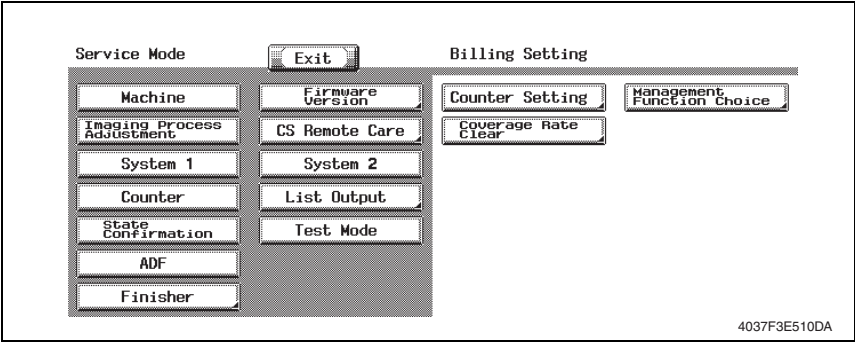 Service Mode
Exit
Billing Setting
Machine
Firmware
Version
Counter Setting
Management
Function Choice
Imaging Process
Adjustment
CS Remote Care
Coverage Rate
Clear
System 1
System 2
Counter
List Output
State
Confirmation
Test Mode
ADF
Finisher
4037F3E510DA